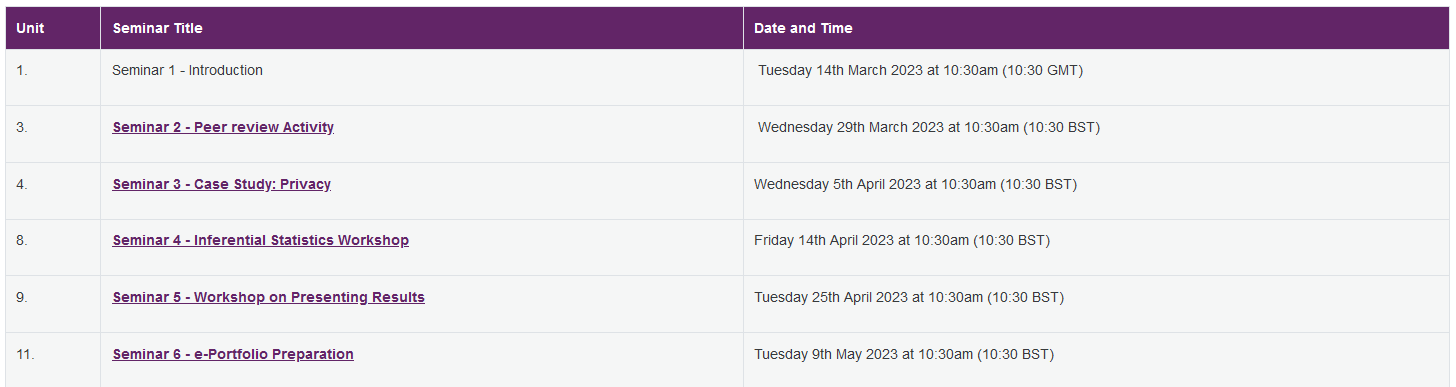 Unit Seminar Title Date and Time
1. Seminar 1 - Introduction Tuesday 14th March 2023 at 10:30am (10:30 GMT)
3. Seminar 2 - Peer review Activity Wednesday 29th March 2023 at 10:30am (10:30 BST)
4. Seminar 3 - Case Study: Privacy Wednesday 5th April 2023 at 10:30am (10:30 BST)
8. Seminar 4 - Inferential Statistics Workshop Friday 14th April 2023 at 10:30am (10:30 BST)
9. Seminar 5 - Workshop on Presenting Results Tuesday 25th April 2023 at 10:30am (10:30 BST)
11. Seminar 6 - e-Portfolio Preparation Tuesday 9th May 2023 at 10:30am (10:30 BST)